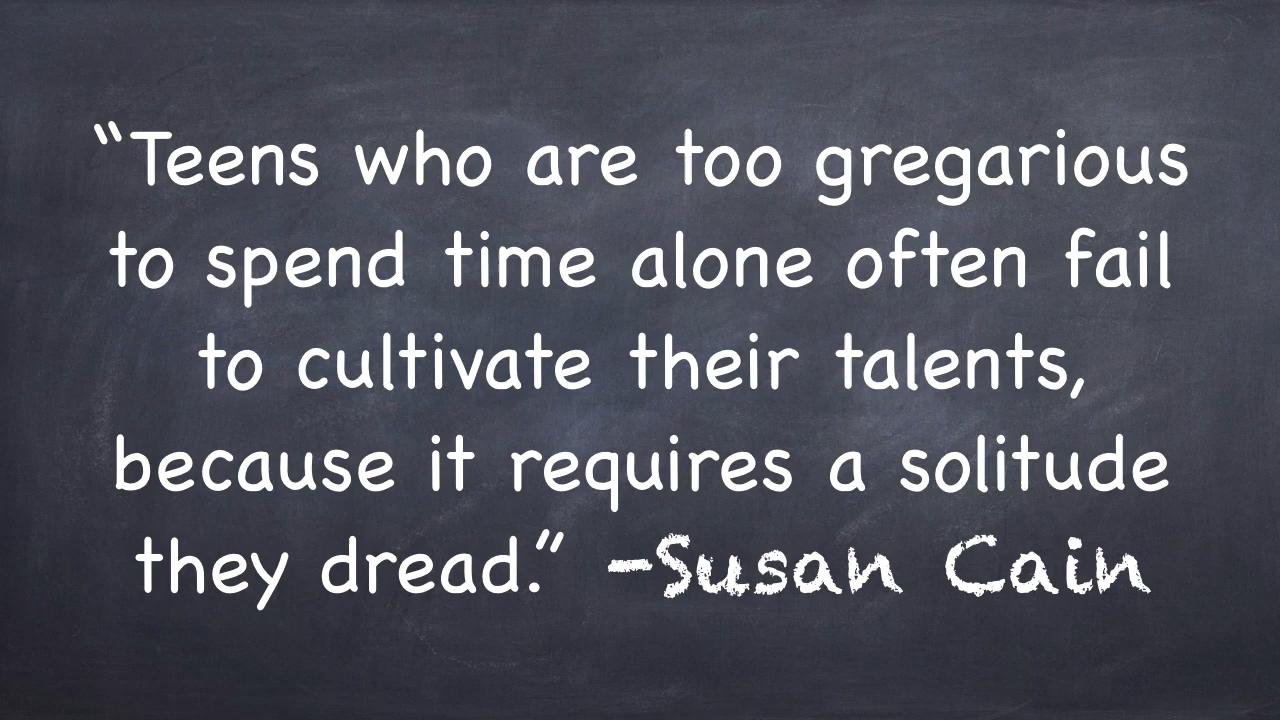 “Teens who are too gregarious
to spend time alone often fail
to cultivate their talents,
because it requires a solitude
they dread.” -Susan Cain